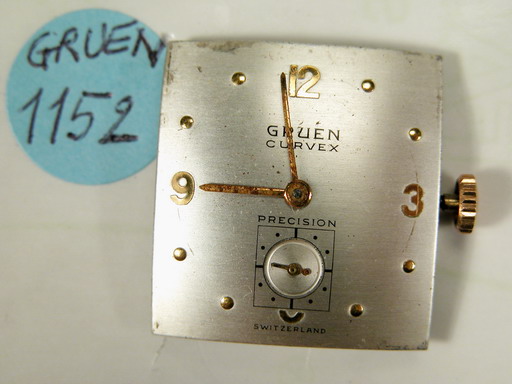 GRUEN
1152
12
GRUEN
CURVEX
9
3
PRECISION
SWITZERLAND